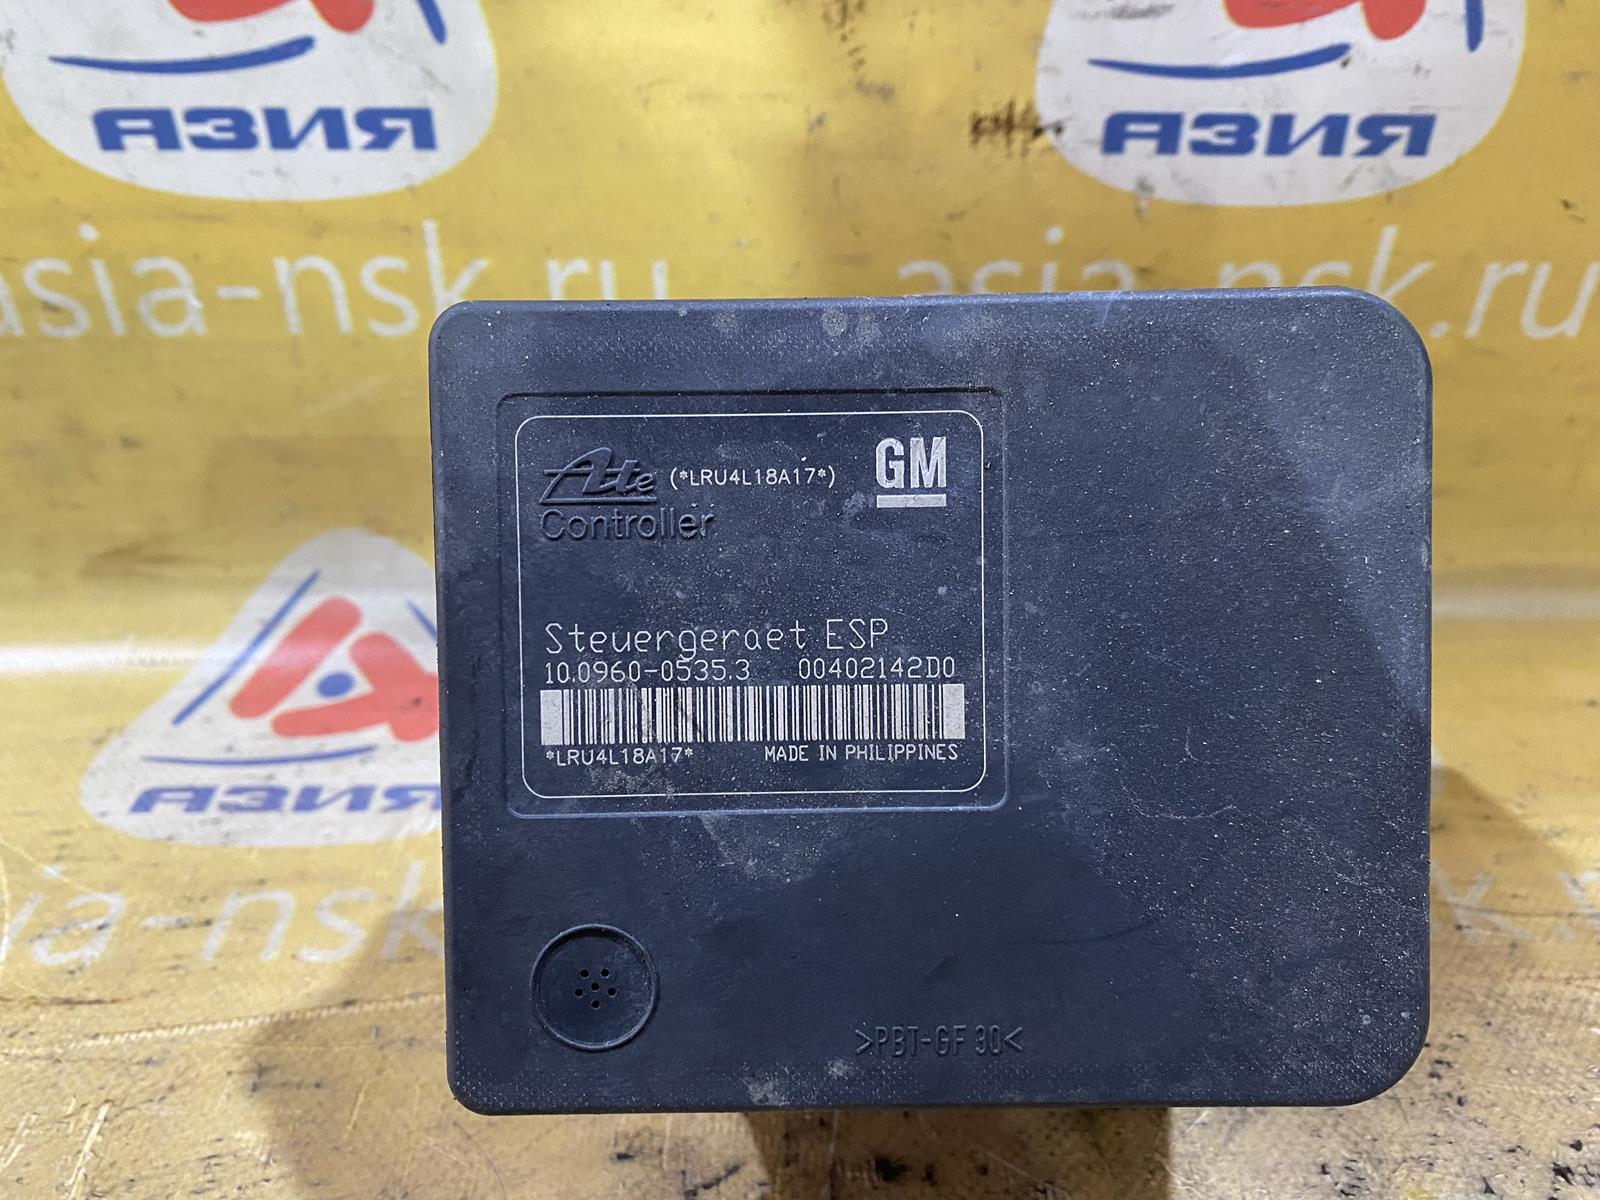 АЗИЯ АЗИЯ
asia-nsk.ru asia-nsk.ru
Ate (*LRU4L18A17*) GM
Controller
Steuergeraet ESP
10.0960-0535.3 00402142D0
*LRU4L18A17* MADE IN PHILIPPINES
АЗИЯ
>PBT-GF 30<